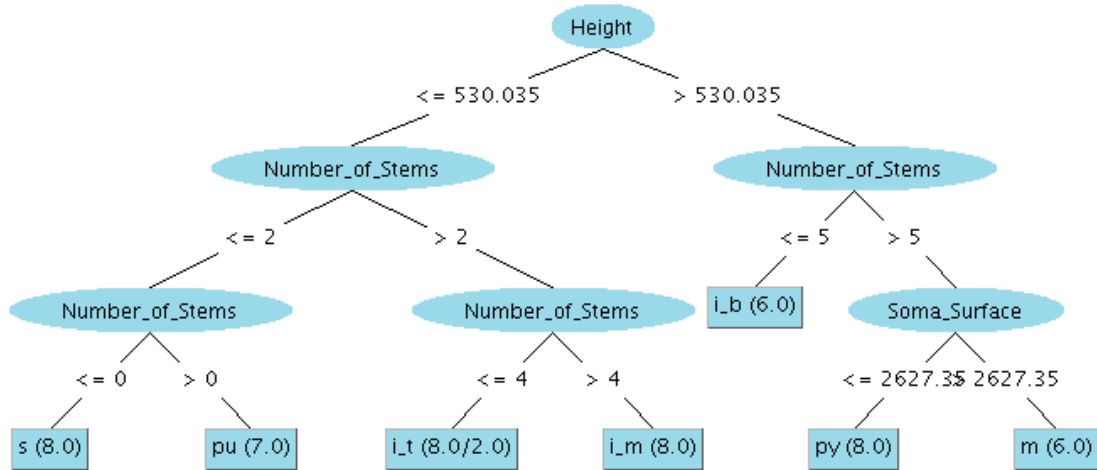 Height
<= 530.035 > 530.035
Number_of_Stems Number_of_Stems
<= 2 > 2 <= 5 > 5
Number_of_Stems Number_of_Stems i_b (6.0) Soma_Surface
<= 0 > 0 <= 4 > 4 <= 2627.35 > 2627.35
s (8.0) pu (7.0) i_t (8.0/2.0) i_m (8.0) py (8.0) m (6.0)